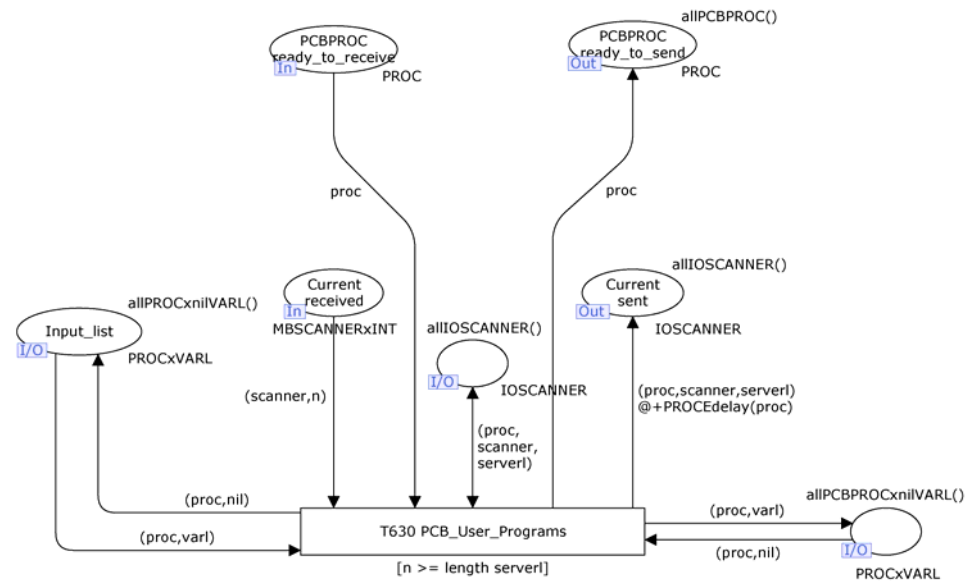 allPCBPROC()
PCBPROC
ready_to_receive
In
PROC
PCBPROC
ready_to_send
Out
PROC
proc
proc
allPROCxnilVARL()
Input_list
I/O
PROCxVARL
Current
received
In
MBSCANNERxINT
allIOSCANNER()
I/O
IOSCANNER
allIOSCANNER()
Current
sent
Out
IOSCANNER
(scanner,n)
(proc,
scanner,
serverl)
(proc,scanner,serverl)
@+PROCEdelay(proc)
(proc,nil)
(proc,varl)
T630 PCB_User_Programs
[n >= length serverl]
(proc,varl)
(proc,nil)
allPCBPROCxnilVARL()
I/O
PROCxVARL